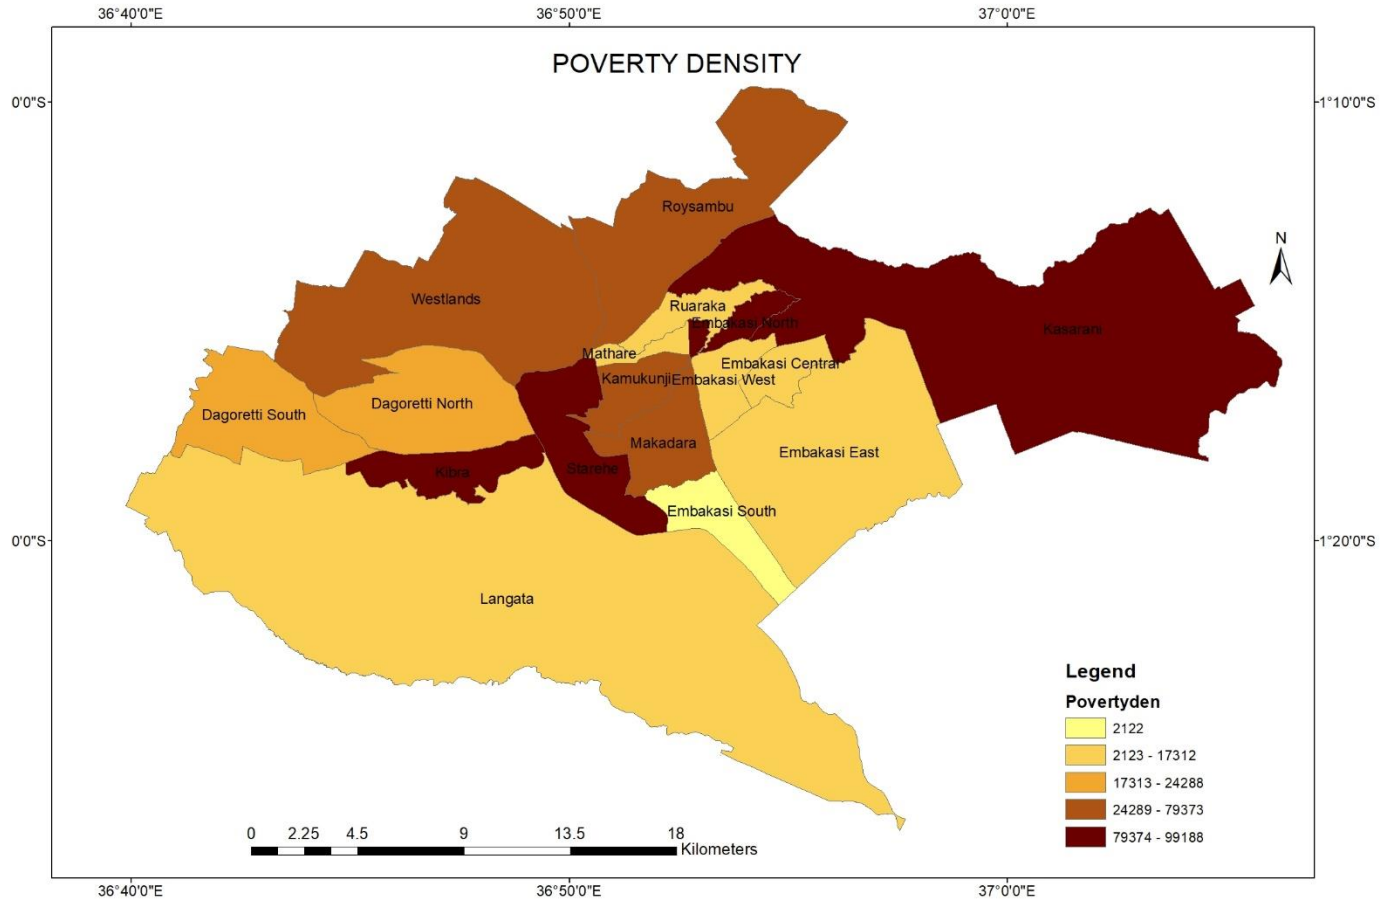 36°40'0"E 36°50'0"E 37°0'0"E
POVERTY DENSITY
0'0"S 1°10'0"S
Roysambu
N
Westlands
Ruaraka
Embakasi North
Kasarani
Mathare
Embakasi Central
Kamukunji Embakasi West
Dagoretti North
Dagoretti South
Makadara
Embakasi East
Kibra
Starehe
Embakasi South
0'0"S 1°20'0"S
Langata
Legend
Povertyden
2122
2123 - 17312
17313 - 24288
24289 - 79373
79374 - 99188
0 2.25 4.5 9 13.5 18
Kilometers
36°40'0"E 36°50'0"E 37°0'0"E